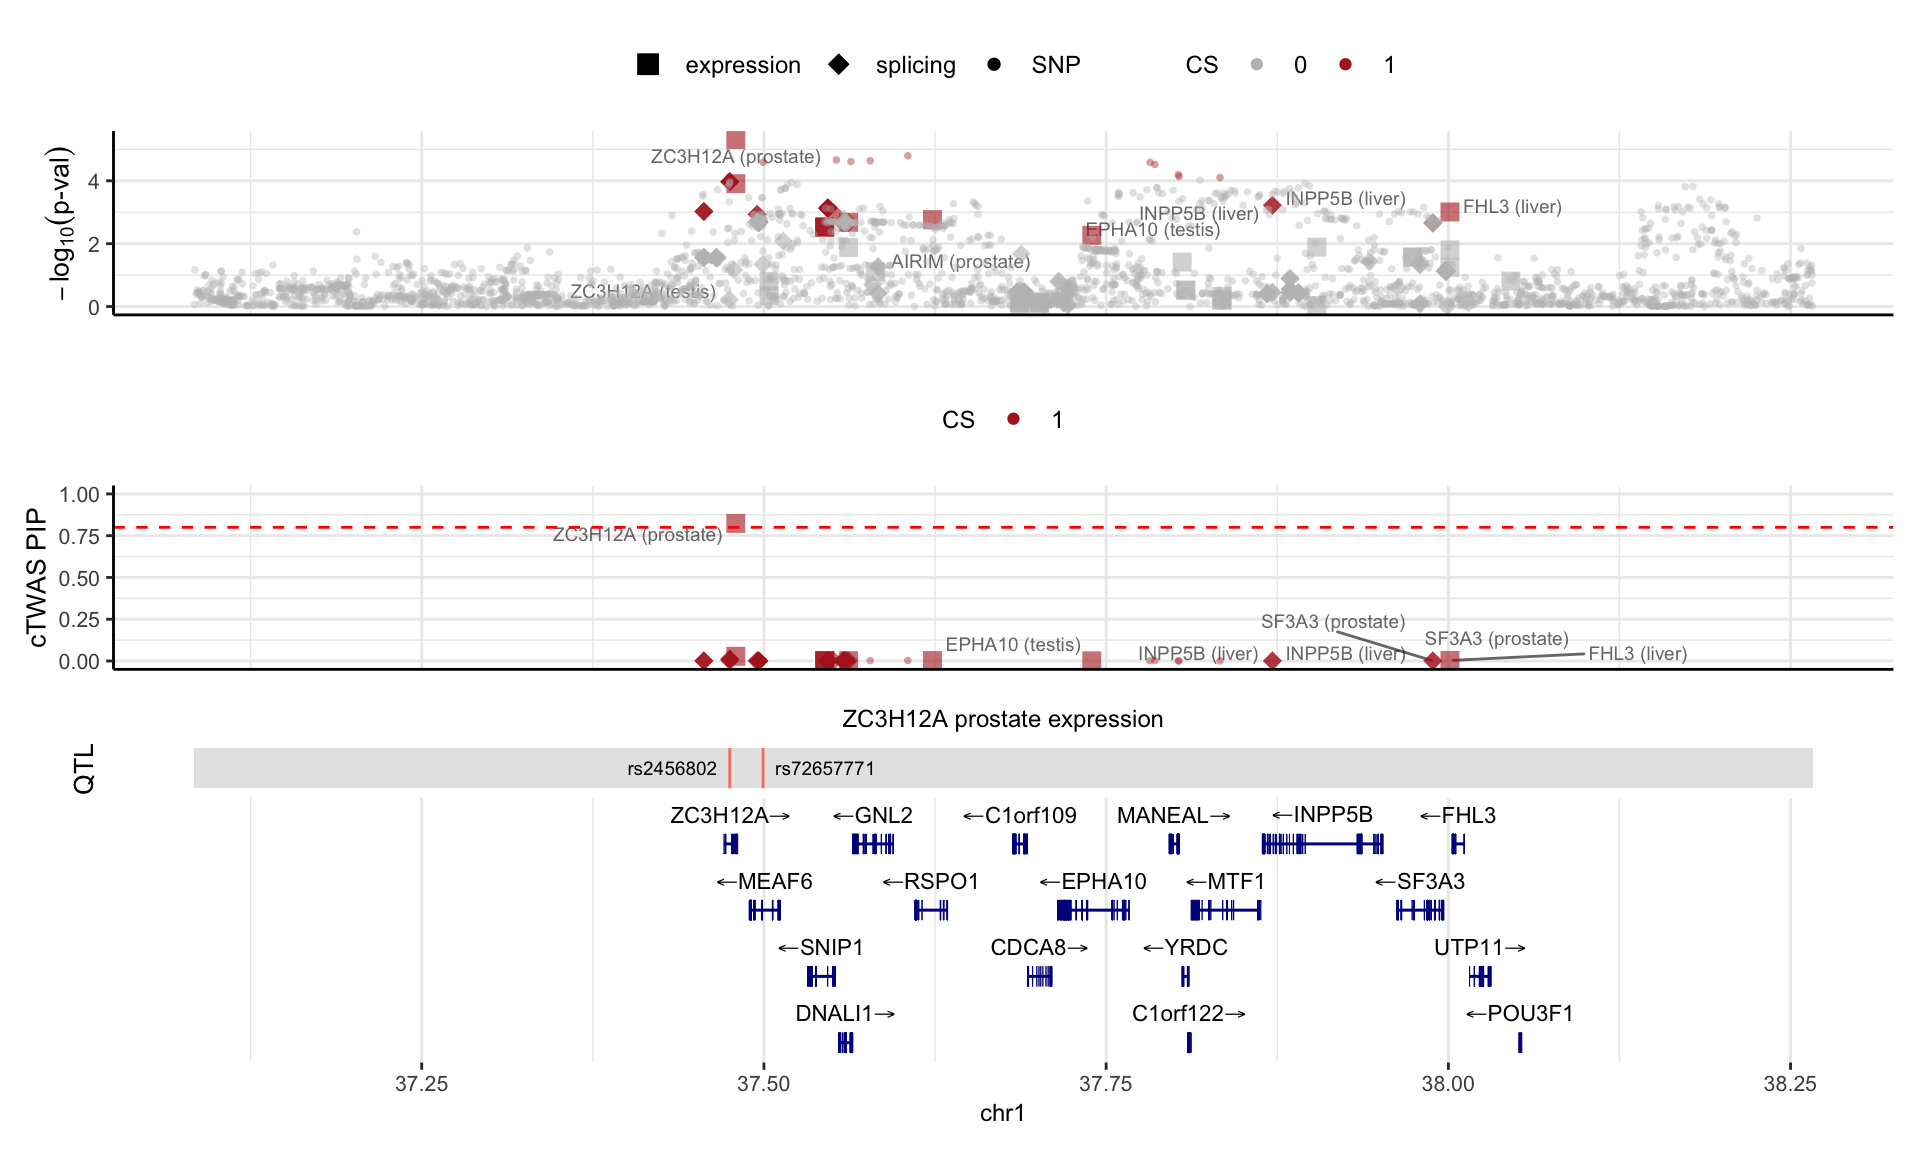 expression splicing SNP CS 0 1
−log10(p-val)
4
2
0
ZC3H12A (prostate)
INPP5B (liver)
FHL3 (liver)
INPP5B (liver)
EPHA10 (testis)
AIRIM (prostate)
ZC3H12A (testis)
CS 1
cTWAS PIP
1.00
0.75
0.50
0.25
0.00
ZC3H12A (prostate)
SF3A3 (prostate)
SF3A3 (prostate)
EPHA10 (testis)
INPP5B (liver)
INPP5B (liver)
FHL3 (liver)
ZC3H12A prostate expression
QTL
rs2456802
rs72657771
ZC3H12A→ ←GNL2 ←C1orf109 MANEAL→ ←INPP5B ←FHL3
←MEAF6 ←RSPO1 ←EPHA10 ←MTF1 ←SF3A3
←SNIP1 CDCA8→ ←YRDC UTP11→
DNALI1→ C1orf122→ ←POU3F1
37.25 37.50 37.75 38.00 38.25
chr1